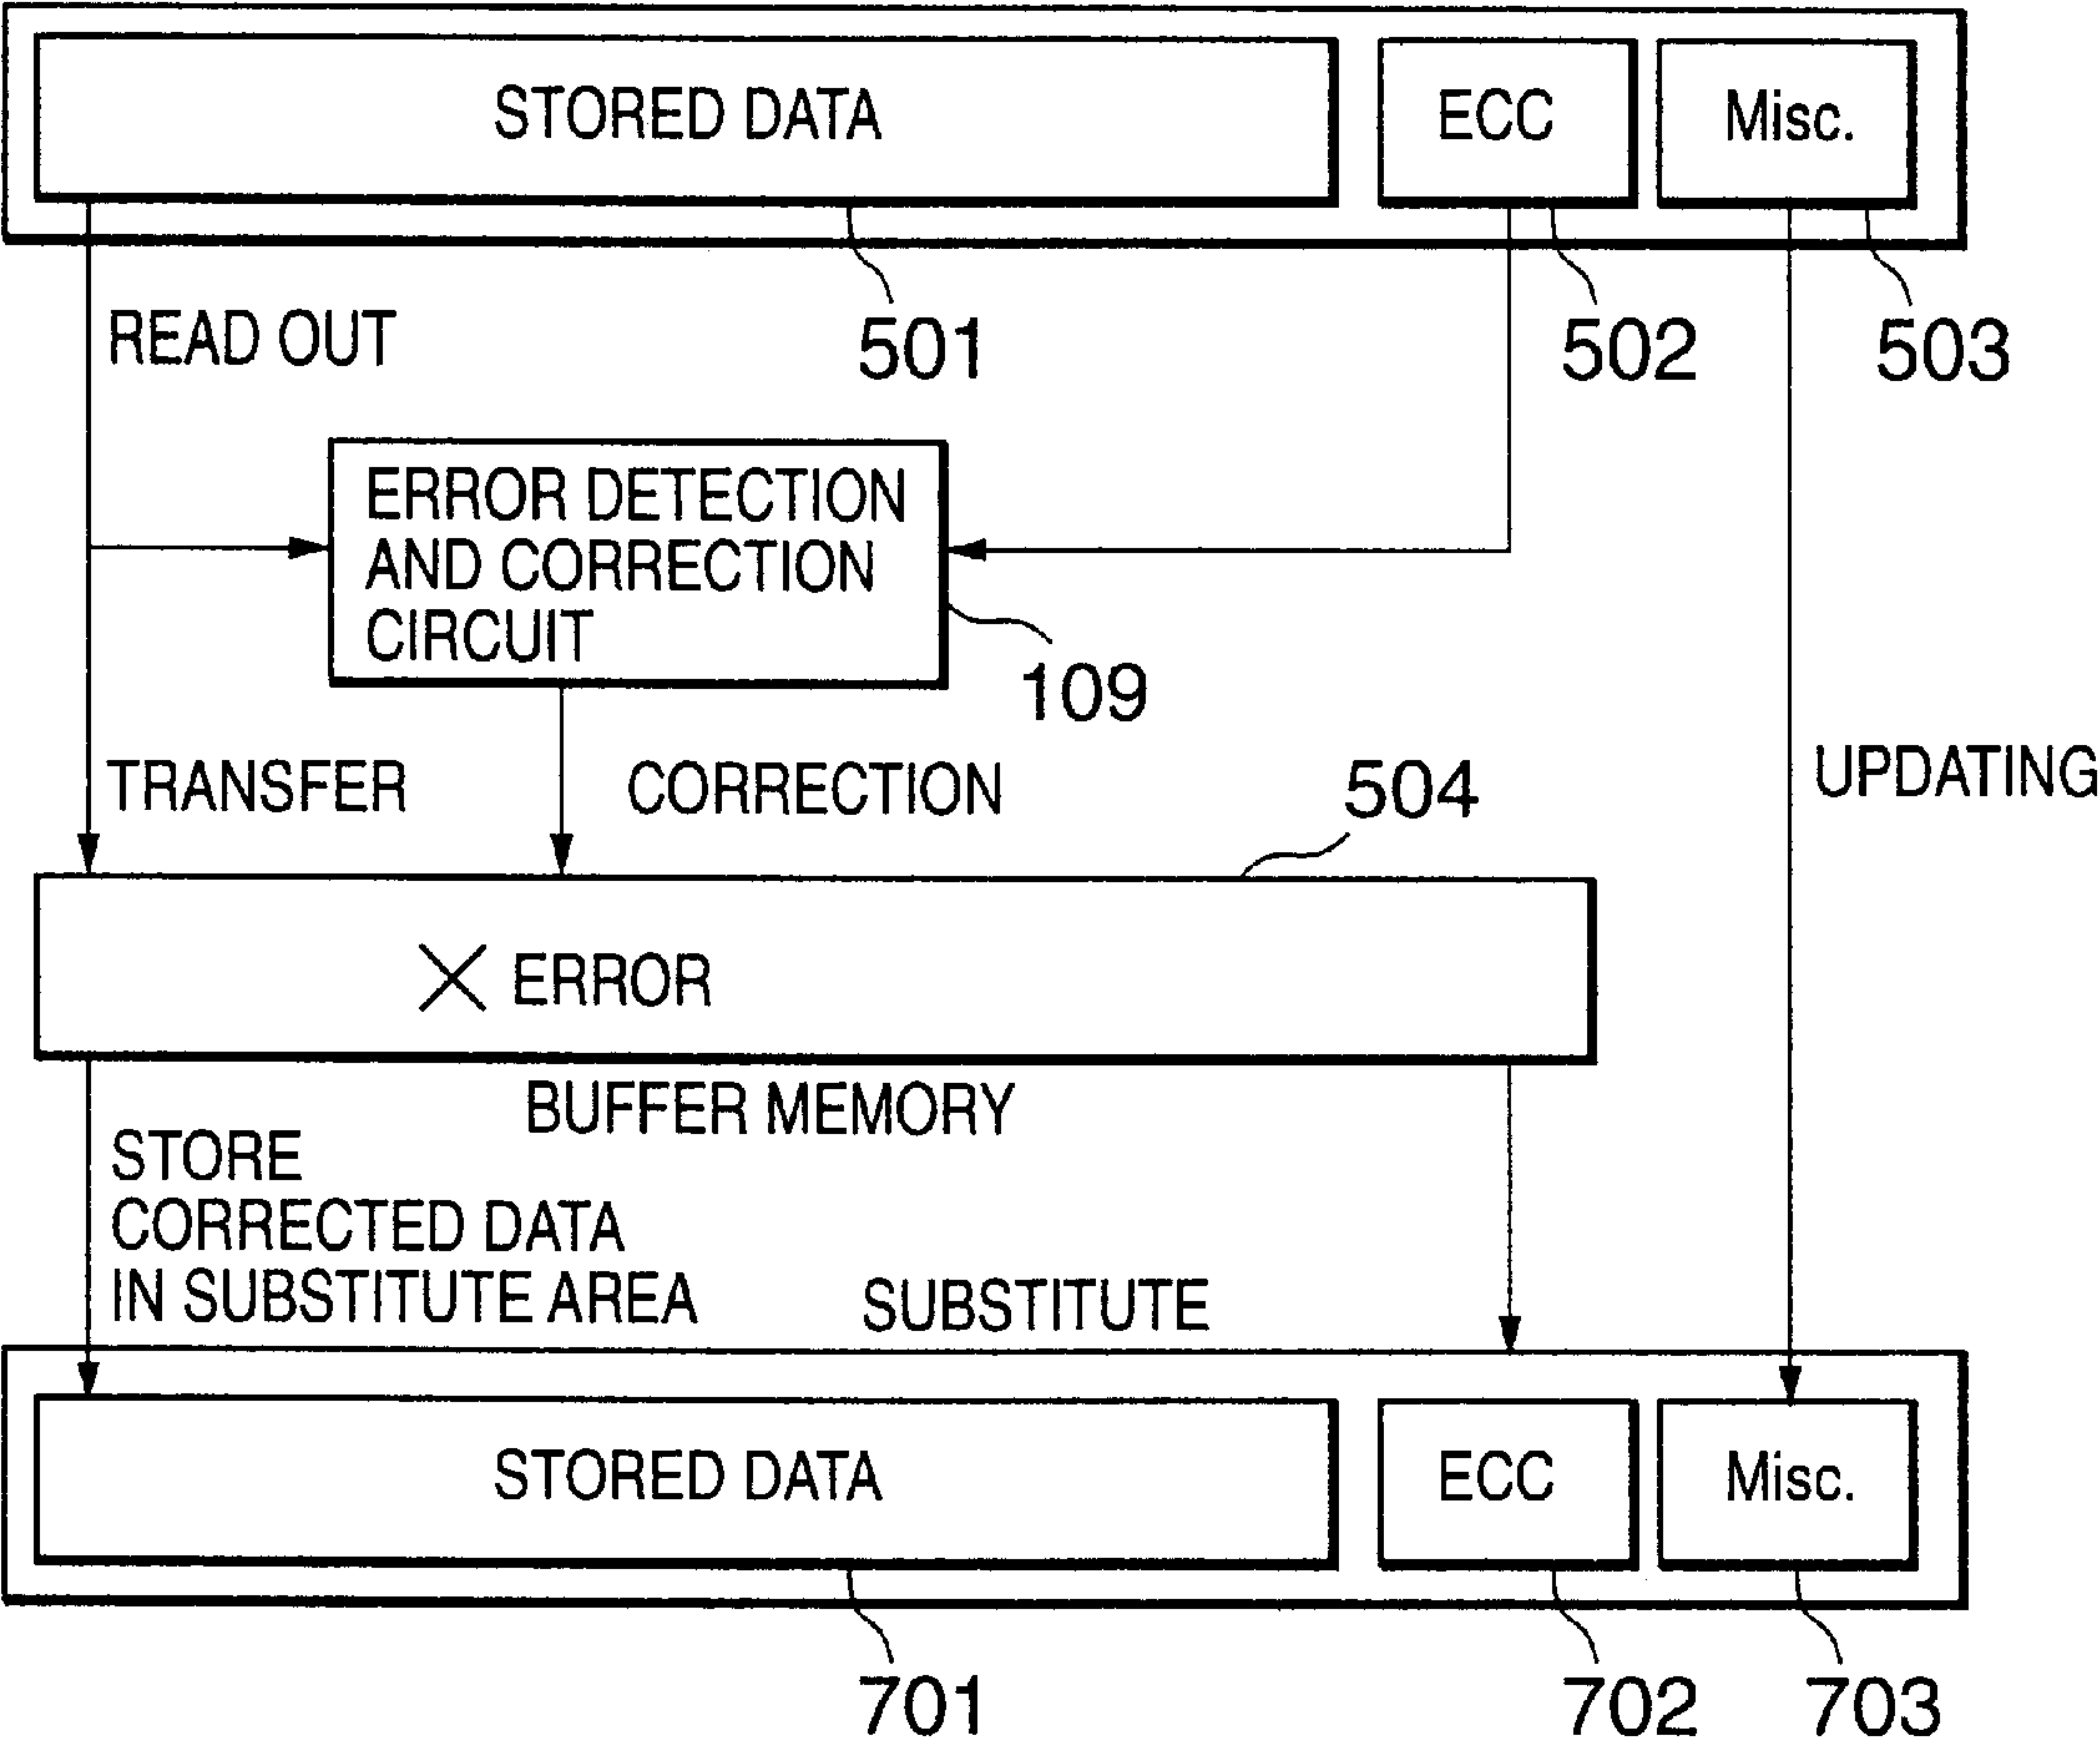 STORED DATA
ECC
Misc.
READ OUT
501
502
503
ERROR DETECTION
AND CORRECTION
CIRCUIT
109
TRANSFER
CORRECTION
504
UPDATING
ERROR
BUFFER MEMORY
STORE
CORRECTED DATA
IN SUBSTITUTE AREA
SUBSTITUTE
STORED DATA
ECC
Misc.
701
702
703